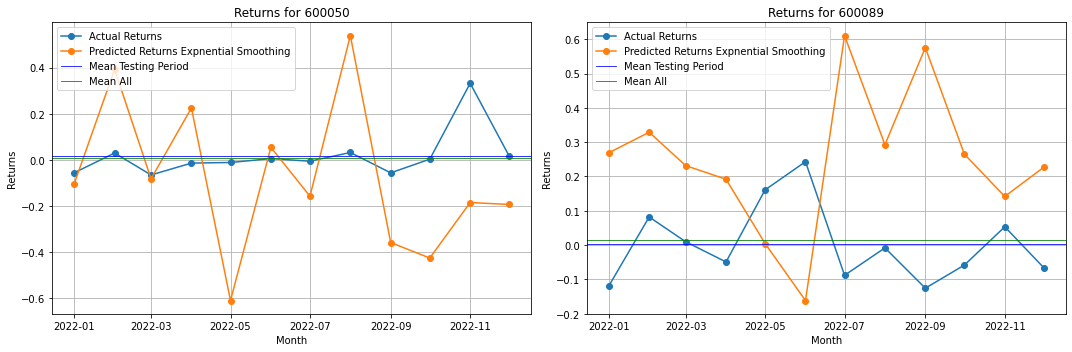 Returns for 600050
Actual Returns
Predicted Returns Expnential Smoothing
Mean Testing Period
Mean All
Returns
0.4
0.2
0.0
−0.2
−0.4
−0.6
2022-01
2022-03
2022-05
2022-07
2022-09
2022-11
Month
Returns for 600089
Actual Returns
Predicted Returns Expnential Smoothing
Mean Testing Period
Mean All
Returns
0.6
0.5
0.4
0.3
0.2
0.1
0.0
−0.1
−0.2
2022-01
2022-03
2022-05
2022-07
2022-09
2022-11
Month